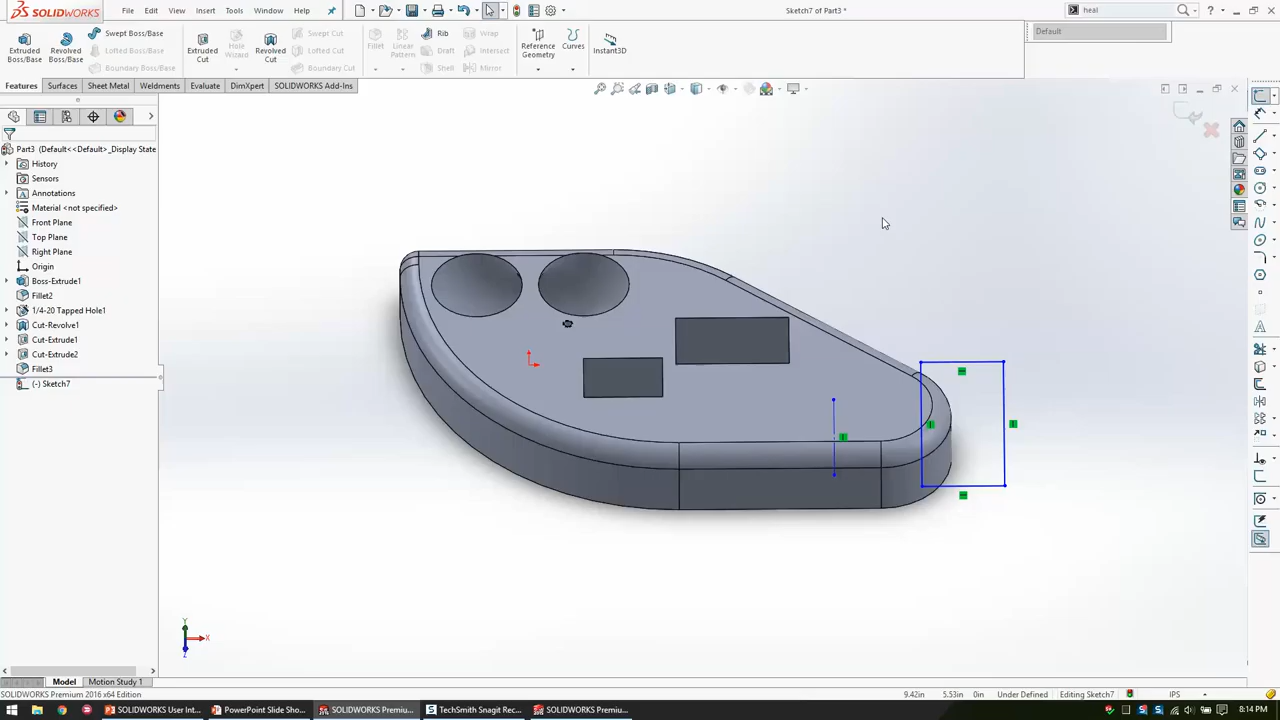 SOLIDWORKS
File
Edit
View
Insert
Tools
Window
Help
Sketch7 of Part3 *
heal
Extruded Boss/Base
Revolved Boss/Base
Swept Boss/Base
Lofted Boss/Base
Boundary Boss/Base
Extruded Cut
Hole Wizard
Revolved Cut
Swept Cut
Lofted Cut
Boundary Cut
Fillet
Linear Pattern
Rib
Draft
Shell
Wrap
Intersect
Mirror
Reference Geometry
Curves
Instant3D
Default
Features
Surfaces
Sheet Metal
Weldments
Evaluate
DimXpert
SOLIDWORKS Add-Ins
Part3 (Default<<Default>_Display State
History
Sensors
Annotations
Material <not specified>
Front Plane
Top Plane
Right Plane
Origin
Boss-Extrude1
Fillet2
1/4-20 Tapped Hole1
Cut-Revolve1
Cut-Extrude1
Cut-Extrude2
Fillet3
(-) Sketch7
Y
X
Z
Model
Motion Study 1
SOLIDWORKS Premium 2016 x64 Edition
9.42in
5.53in
0in
Under Defined
Editing Sketch7
IPS
SOLIDWORKS User Int...
PowerPoint Slide Sho...
SOLIDWORKS Premiu...
TechSmith Snagit Rec...
SOLIDWORKS Premiu...
8:14 PM